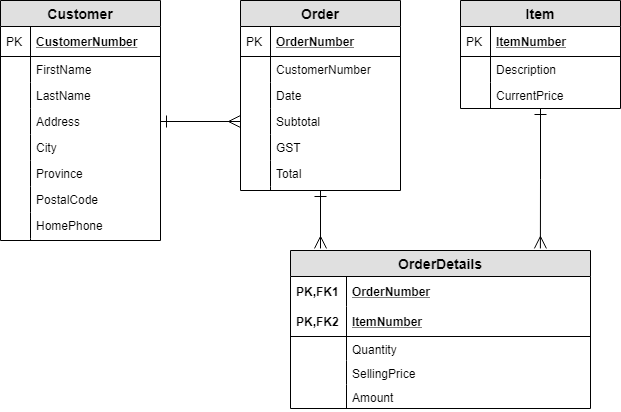 Customer
PK CustomerNumber
FirstName
LastName
Address
City
Province
PostalCode
HomePhone
Order
PK OrderNumber
CustomerNumber
Date
Subtotal
GST
Total
Item
PK ItemNumber
Description
CurrentPrice
OrderDetails
PK,FK1 OrderNumber
PK,FK2 ItemNumber
Quantity
SellingPrice
Amount